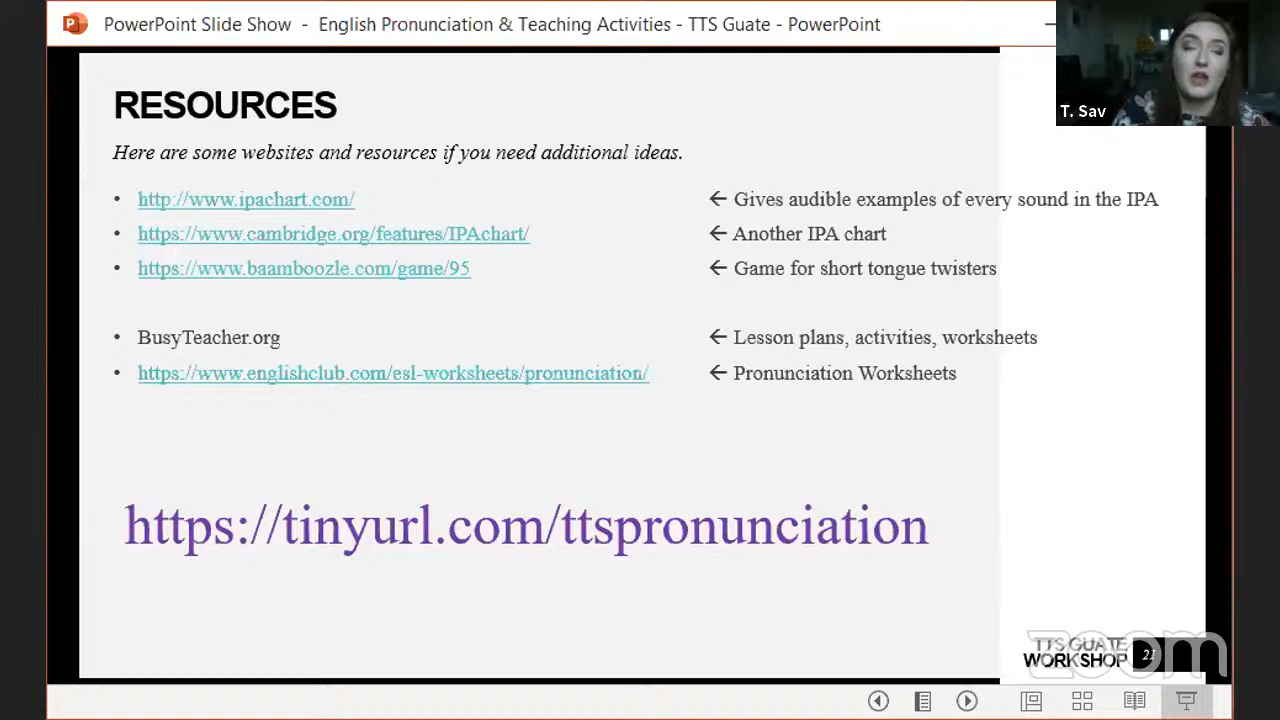 PowerPoint Slide Show - English Pronunciation & Teaching Activities - TTS Guate - PowerPoint
T. Sav
RESOURCES
Here are some websites and resources if you need additional ideas.
• http://www.ipachart.com/ ← Gives audible examples of every sound in the IPA
• https://www.cambridge.org/features/IPAchart/ ← Another IPA chart
• https://www.baamboozle.com/game/95 ← Game for short tongue twisters
• BusyTeacher.org ← Lesson plans, activities, worksheets
• https://www.englishclub.com/esl-worksheets/pronunciation/ ← Pronunciation Worksheets
https://tinyurl.com/ttspronunciation
TTS GUATE
WORKSHOP 21
zoom